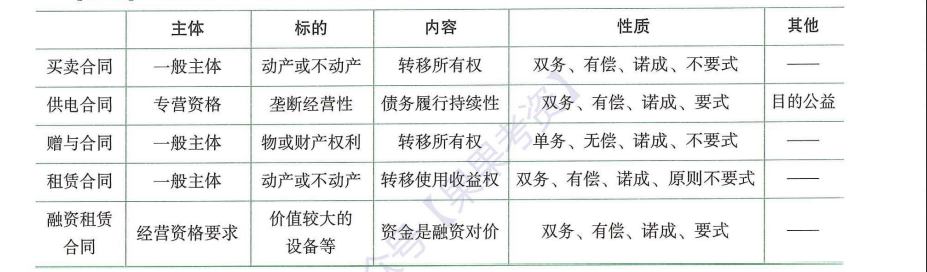 主体 标的 内容 性质 其他
买卖合同 一般主体 动产或不动产 转移所有权 双务、有偿、诺成、不要式 ——
供电合同 专营资格 垄断经营性 债务履行持续性 双务、有偿、诺成、要式 目的公益
赠与合同 一般主体 物或财产权利 转移所有权 单务、无偿、诺成、不要式 ——
租赁合同 一般主体 动产或不动产 转移使用收益权 双务、有偿、诺成、原则不要式 ——
融资租赁合同 经营资格要求 价值较大的设备等 资金是融资对价 双务、有偿、诺成、要式 ——
公众号【果果考资】